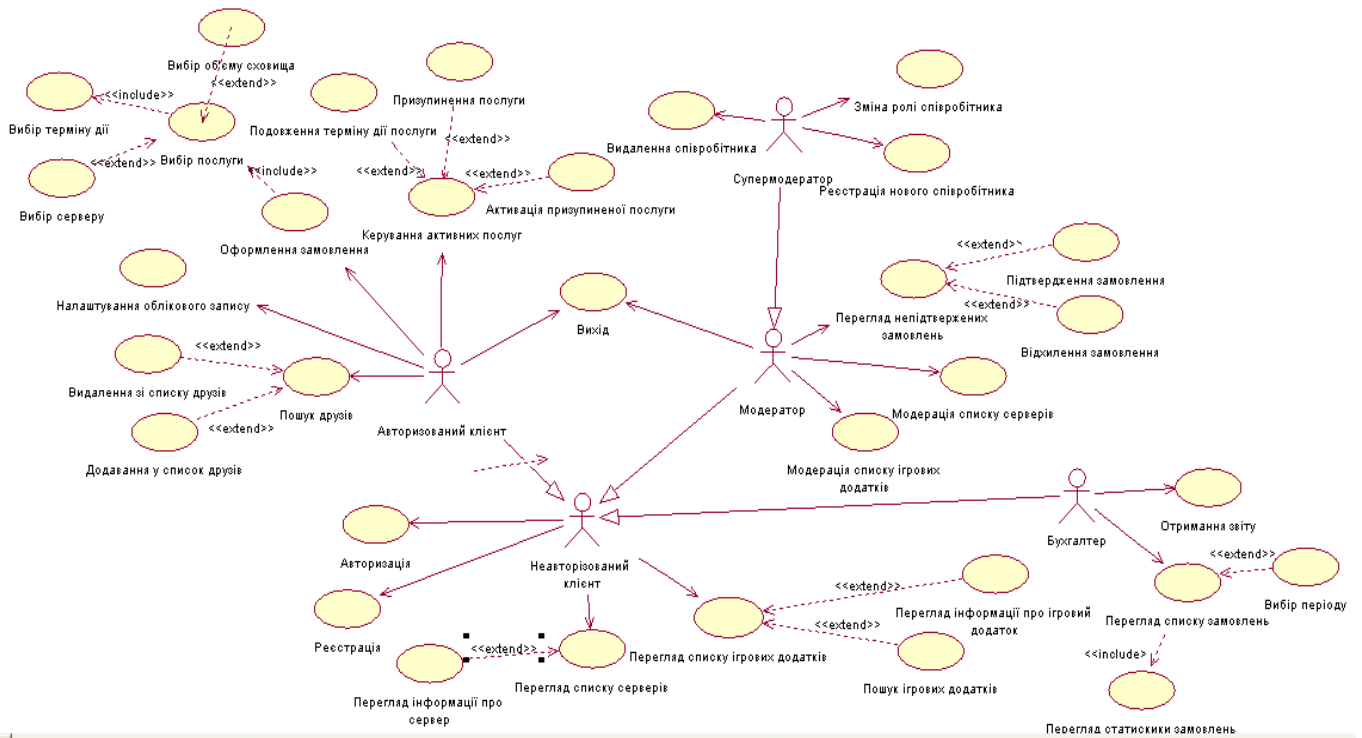 Вибір об'єму сховища
<<extend>>
<<include>>
Вибір терміну дії
<<extend>>
Вибір послуги
Вибір серверу
<<include>>
Оформлення замовлення
Призупинення послуги
Подовження терміну дії послуги
<<extend>>
<<extend>>
<<extend>>
Активація призупиненої послуги
Керування активних послуг
Зміна ролі співробітника
Видалення співробітника
Супермодератор
Реєстрація нового співробітника
<<extend>>
Підтвердження замовлення
<<extend>>
Перегляд непідтвержених
замовлень
Відхилення замовлення
Налаштування облікового запису
Вихід
<<extend>>
Видалення зі списку друзів
Пошук друзів
<<extend>>
Додавання у список друзів
Авторизований клієнт
Модератор
Модерація списку серверів
Модерація списку ігрових
додатків
Авторизація
Неавторізований
клієнт
Бухгалтер
Отримання звіту
<<extend>>
Вибір періоду
Перегляд списку замовлень
<<include>
Перегляд статискики замовлень
Реєстрація
<<extend>>
Перегляд інформації про
сервер
Перегляд списку серверів
Перегляд списку ігрових додатків
<<extend>>
Перегляд інформації про ігровий
додаток
<<extend>>
Пошук ігрових додатків